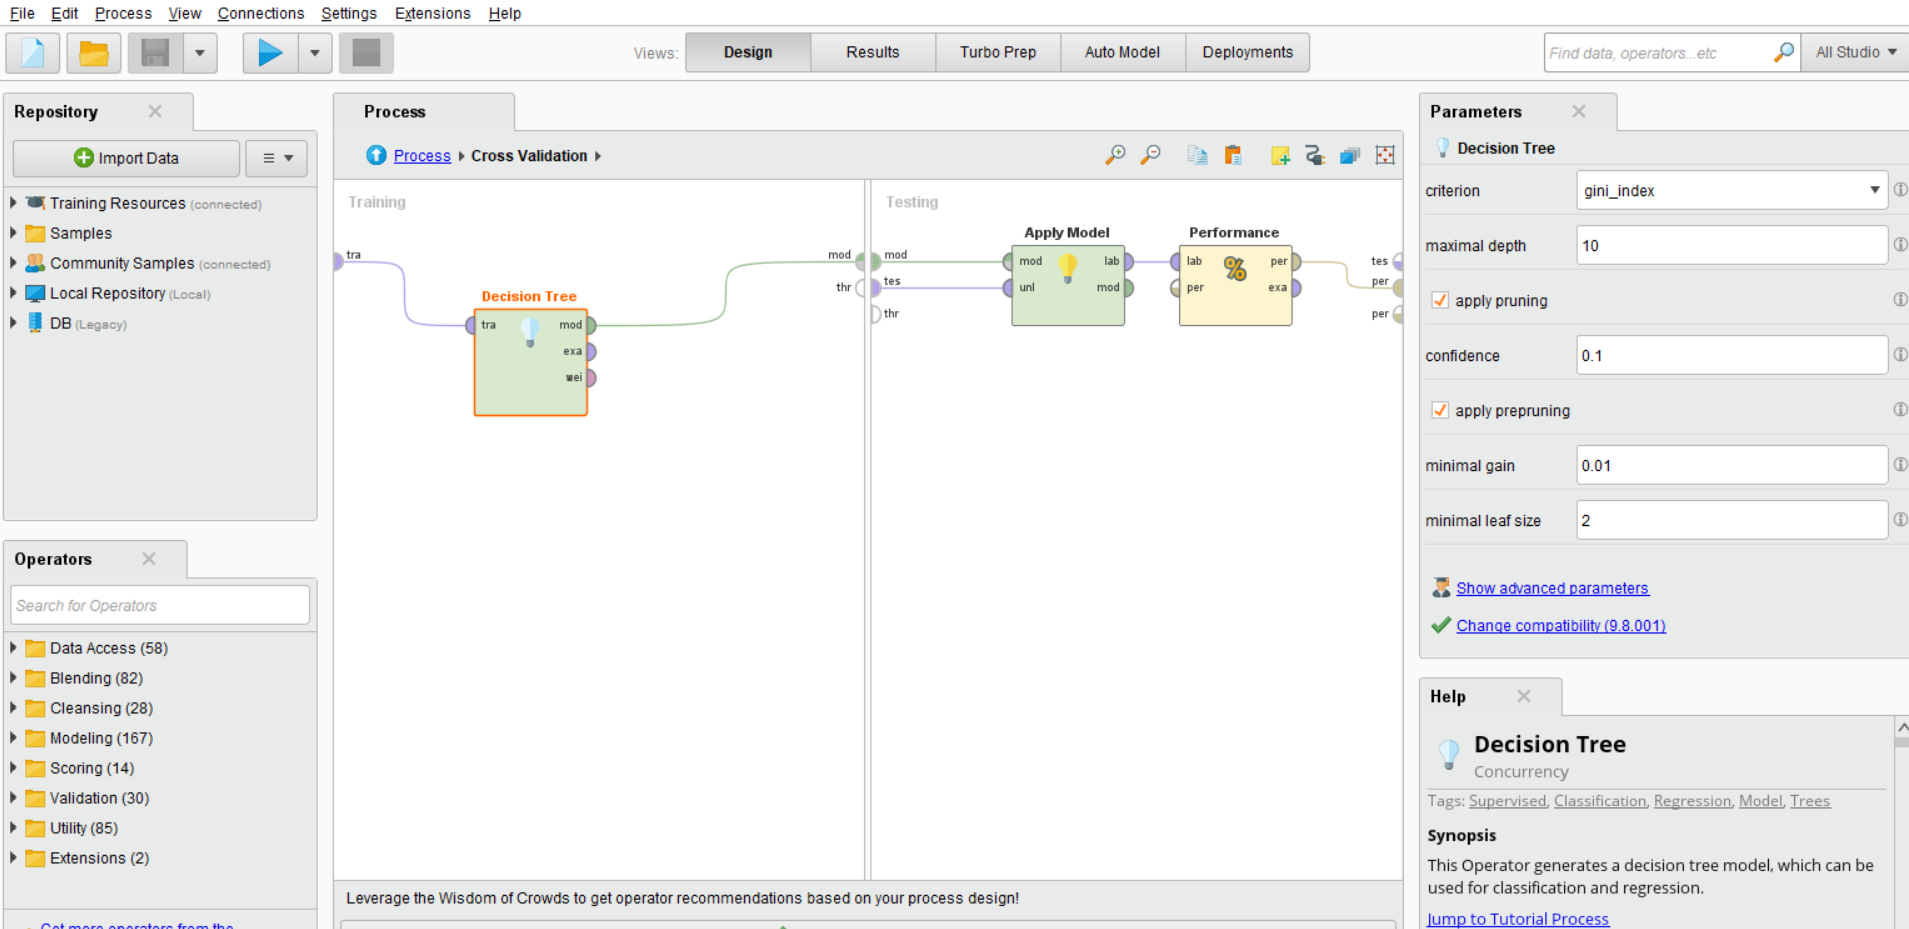 File Edit Process View Connections Settings Extensions Help
Views: Design Results Turbo Prep Auto Model Deployments
Find data, operators...etc
All Studio
Repository
Import Data
Training Resources (connected)
Samples
Community Samples (connected)
Local Repository (Local)
DB (Legacy)
Operators
Search for Operators
Data Access (58)
Blending (82)
Cleansing (28)
Modeling (167)
Scoring (14)
Validation (30)
Utility (85)
Extensions (2)
Get more operators from the
Process
Process Cross Validation
Training
tra
Decision Tree
tra mod
exa
wei
mod
thr
Testing
mod
tes
thr
Apply Model
mod lab
unl mod
Performance
lab per
per exa
tes
per
per
Leverage the Wisdom of Crowds to get operator recommendations based on your process design!
Parameters
Decision Tree
criterion gini_index
maximal depth 10
apply pruning
confidence 0.1
apply prepruning
minimal gain 0.01
minimal leaf size 2
Show advanced parameters
Change compatibility (9.8.001)
Help
Decision Tree
Concurrency
Tags: Supervised, Classification, Regression, Model, Trees
Synopsis
This Operator generates a decision tree model, which can be
used for classification and regression.
Jump to Tutorial Process